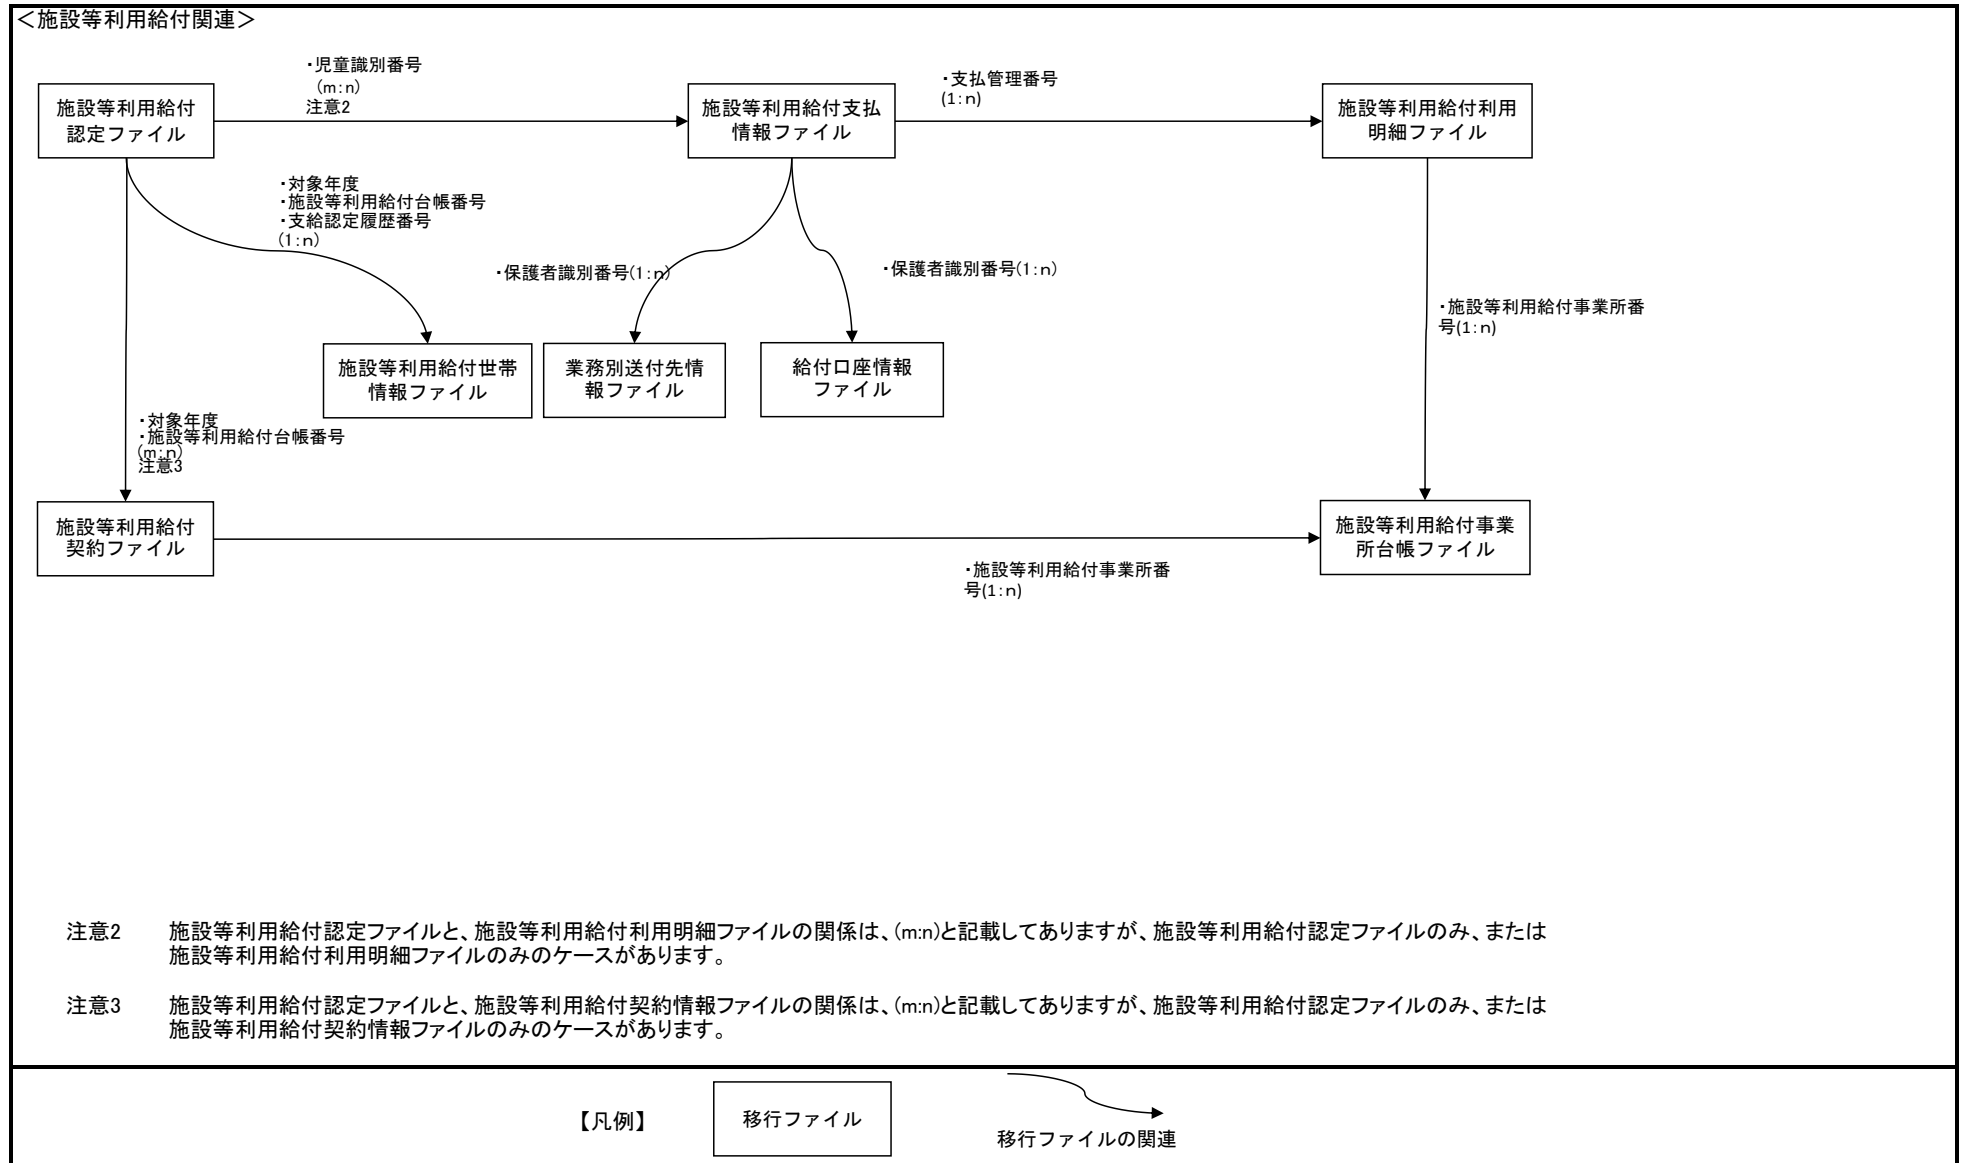 ＜施設等利用給付関連＞
・児童識別番号
(m:n)
注意2
・支払管理番号
(1:n)
施設等利用給付
認定ファイル
施設等利用給付支払
情報ファイル
施設等利用給付利用
明細ファイル
・対象年度
・施設等利用給付台帳番号
・支給認定履歴番号
(1:n)
・保護者識別番号(1:n)
・保護者識別番号(1:n)
・施設等利用給付事業所番
号(1:n)
施設等利用給付世帯
情報ファイル
業務別送付先情
報ファイル
給付口座情報
ファイル
・対象年度
・施設等利用給付台帳番号
(m:n)
注意3
施設等利用給付
契約ファイル
施設等利用給付事業
所台帳ファイル
・施設等利用給付事業所番
号(1:n)
注意2 施設等利用給付認定ファイルと、施設等利用給付利用明細ファイルの関係は、(m:n)と記載してありますが、施設等利用給付認定ファイルのみ、または
施設等利用給付利用明細ファイルのみのケースがあります。
注意3 施設等利用給付認定ファイルと、施設等利用給付契約情報ファイルの関係は、(m:n)と記載してありますが、施設等利用給付認定ファイルのみ、または
施設等利用給付契約情報ファイルのみのケースがあります。
【凡例】
移行ファイル
移行ファイルの関連